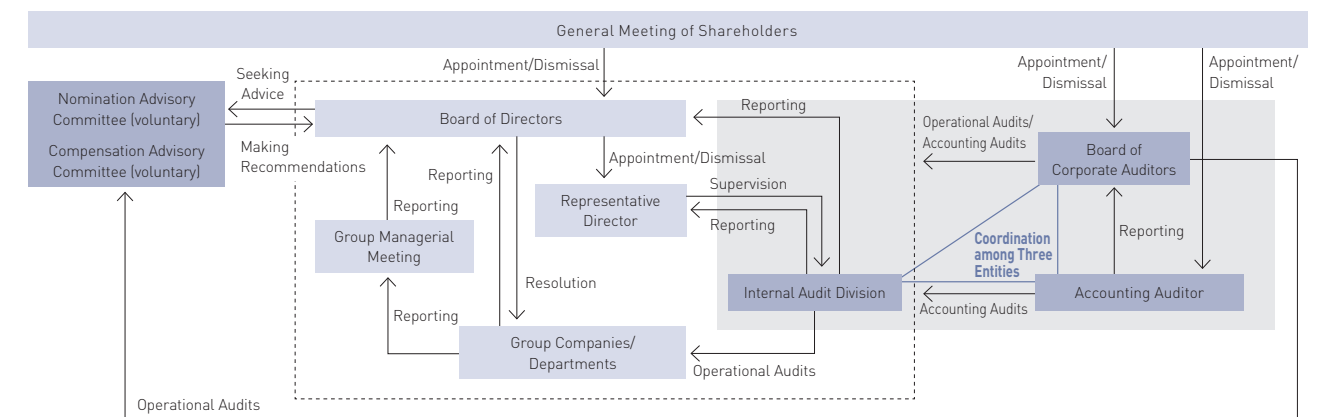 General Meeting of Shareholders
Appointment/Dismissal
Appointment/
Dismissal
Appointment/
Dismissal
Seeking
Advice
Nomination Advisory
Committee (voluntary)
Compensation Advisory
Committee (voluntary)
Making
Recommendations
Board of Directors
Reporting
Operational Audits/
Accounting Audits
Board of
Corporate Auditors
Appointment/Dismissal
Reporting
Supervision
Representative
Director
Reporting
Reporting
Group Managerial
Meeting
Reporting
Coordination
among Three
Entities
Resolution
Internal Audit Division
Accounting Auditor
Accounting Audits
Reporting
Group Companies/
Departments
Operational Audits
Operational Audits